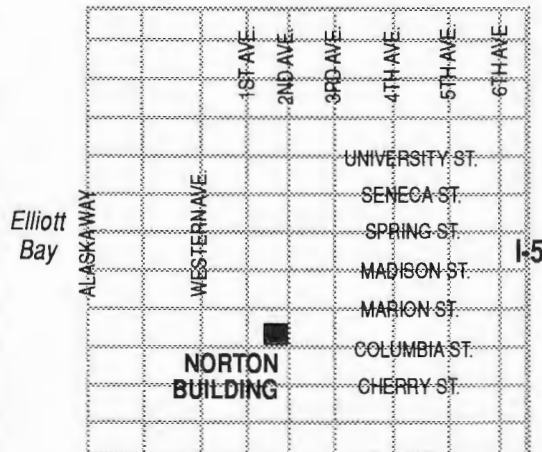 1ST AVE.
2ND AVE.
3RD AVE.
4TH AVE.
5TH AVE.
6TH AVE.
UNIVERSITY ST.
SENECA ST.
SPRING ST.
MADISON ST.
MARION ST.
COLUMBIA ST.
CHERRY ST.
Elliott
Bay
ALASKA WAY
WESTERN AVE.
I-5
NORTON
BUILDING